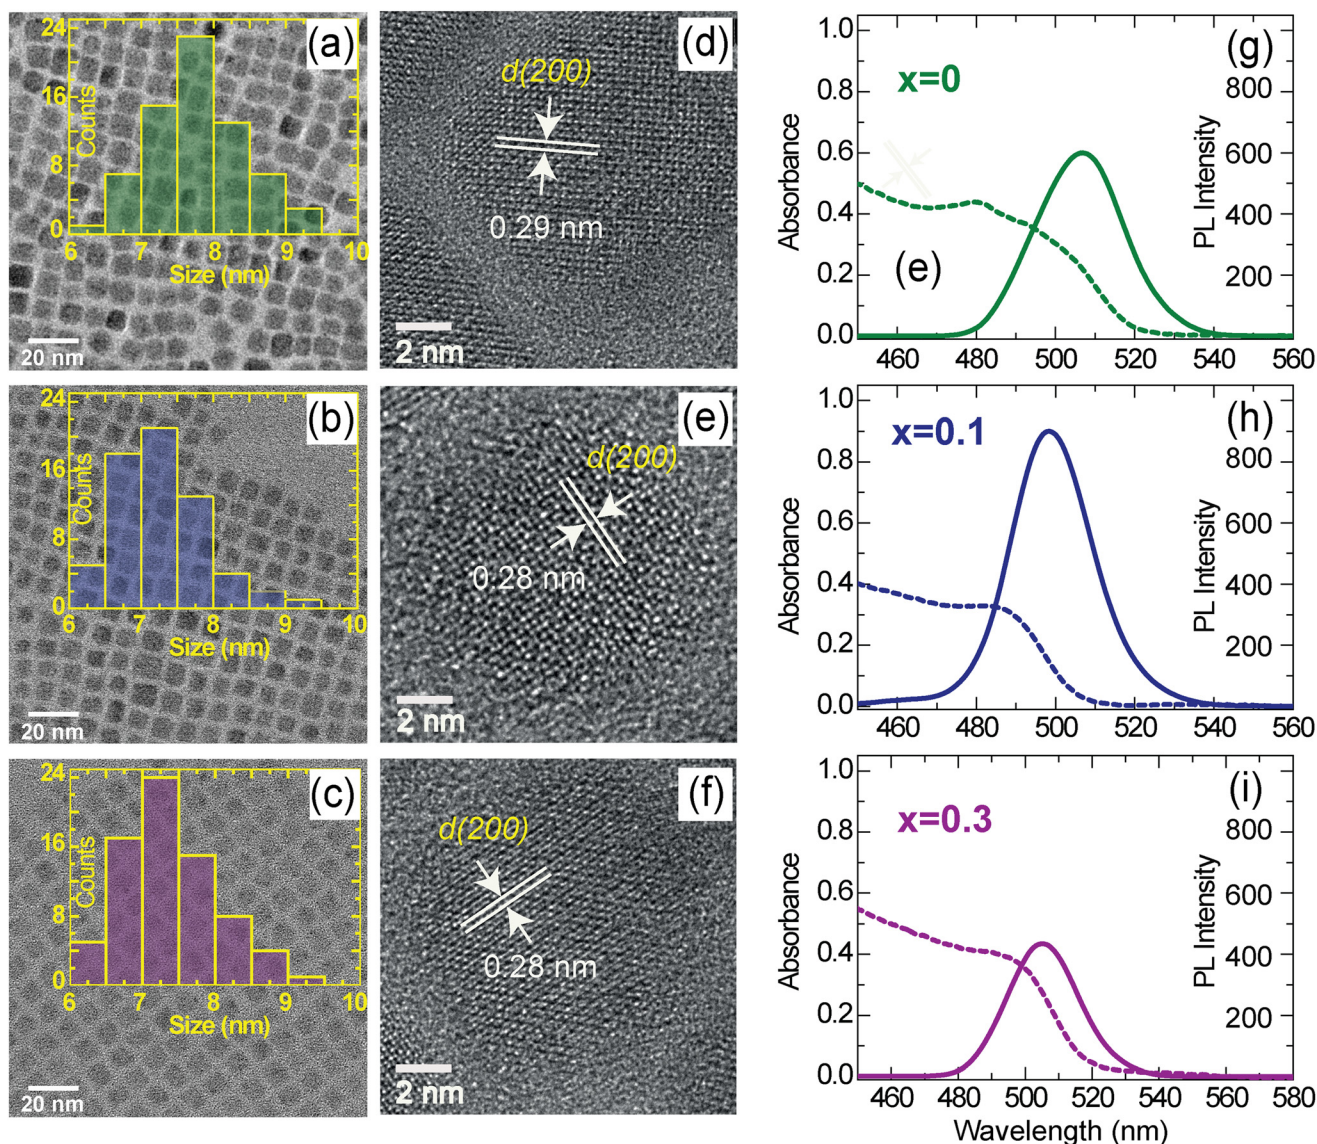 (a)
24
16
8
0
Counts
6 7 8 9 10
Size (nm)
20 nm
(d)
d(200)
0.29 nm
2 nm
(g)
x=0
1.0
0.8
0.6
0.4
0.2
0.0
Absorbance
(e)
800
600
400
200
PL Intensity
460 480 500 520 540 560
(b)
24
16
8
0
Counts
6 7 8 9 10
Size (nm)
20 nm
(e)
d(200)
0.28 nm
2 nm
(h)
x=0.1
1.0
0.8
0.6
0.4
0.2
0.0
Absorbance
800
600
400
200
PL Intensity
460 480 500 520 540 560
(c)
24
16
8
0
Counts
6 7 8 9 10
Size (nm)
20 nm
(f)
d(200)
0.28 nm
2 nm
(i)
x=0.3
1.0
0.8
0.6
0.4
0.2
0.0
Absorbance
800
600
400
200
PL Intensity
460 480 500 520 540 560 580
Wavelength (nm)